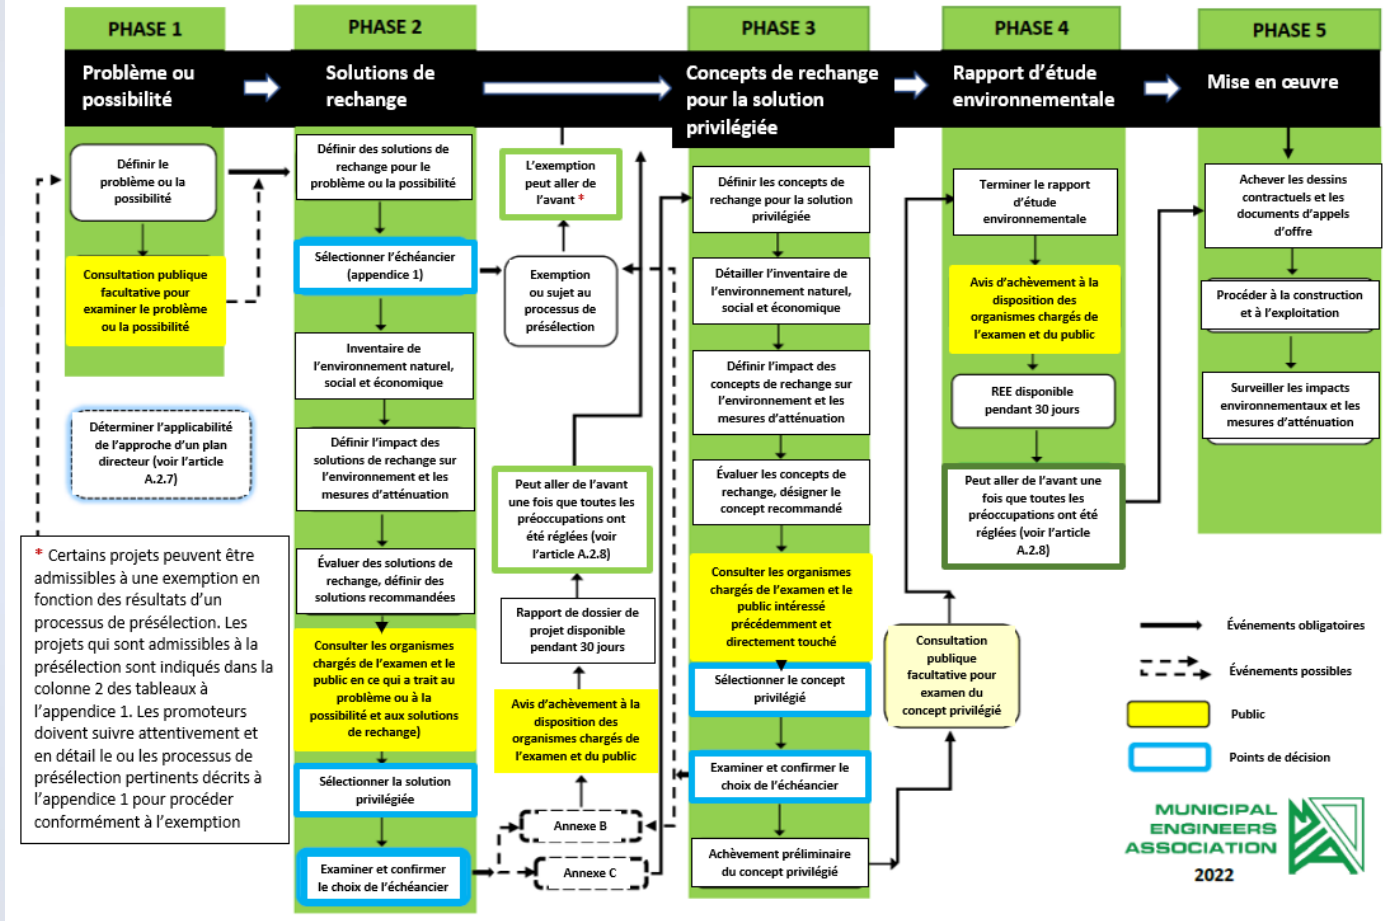 PHASE 1
Problème ou
possibilité
Définir le
problème ou la
possibilité
Consultation publique
facultative pour
examiner le problème
ou la possibilité
Déterminer l’applicabilité
de l’approche d’un plan
directeur (voir l’article
A.2.7)
* Certains projets peuvent être
admissibles à une exemption en
fonction des résultats d’un
processus de présélection. Les
projets qui sont admissibles à la
présélection sont indiqués dans la
colonne 2 des tableaux à
l’appendice 1. Les promoteurs
doivent suivre attentivement et
en détail le ou les processus de
présélection pertinents décrits à
l’appendice 1 pour procéder
conformément à l’exemption
PHASE 2
Solutions de
rechange
Définir des solutions de
rechange pour le
problème ou la possibilité
Sélectionner l’échéancier
(appendice 1)
Inventaire de
l’environnement naturel,
social et économique
Définir l’impact des
solutions de rechange sur
l’environnement et les
mesures d’atténuation
Évaluer des solutions de
rechange, définir des
solutions recommandées
Consulter les organismes
chargés de l’examen et le
public en ce qui a trait au
problème ou à la
possibilité et aux solutions
de rechange)
Sélectionner la solution
privilégiée
Examiner et confirmer
le choix de l’échéancier
L’exemption
peut aller de
l’avant *
Exemption
ou sujet au
processus de
présélection
Peut aller de l’avant
une fois que toutes les
préoccupations ont
été réglées (voir
l’article A.2.8)
Rapport de dossier de
projet disponible
pendant 30 jours
Avis d’achèvement à la
disposition des
organismes chargés de
l’examen et du public
Annexe B
Annexe C
PHASE 3
Concepts de rechange
pour la solution
privilégiée
Définir les concepts de
rechange pour la solution
privilégiée
Détailler l’inventaire de
l’environnement naturel,
social et économique
Définir l’impact des
concepts de rechange sur
l’environnement et les
mesures d’atténuation
Évaluer les concepts de
rechange, désigner le
concept recommandé
Consulter les organismes
chargés de l’examen et le
public intéressé
précédemment et
directement touché
Sélectionner le concept
privilégié
Examiner et confirmer le
choix de l’échéancier
Achèvement préliminaire
du concept privilégié
PHASE 4
Rapport d’étude
environnementale
Terminer le rapport
d’étude
environnementale
Avis d’achèvement à la
disposition des
organismes chargés de
l’examen et du public
REE disponible
pendant 30 jours
Peut aller de l’avant une
fois que toutes les
préoccupations ont été
réglées (voir l’article
A.2.8)
Consultation
publique
facultative pour
examen du
concept privilégié
PHASE 5
Mise en œuvre
Achever les dessins
contractuels et les
documents d’appels
d’offre
Procéder à la construction
et à l’exploitation
Surveiller les impacts
environnementaux et les
mesures d’atténuation
Événements obligatoires
Événements possibles
Public
Points de décision
MUNICIPAL
ENGINEERS
ASSOCIATION
2022